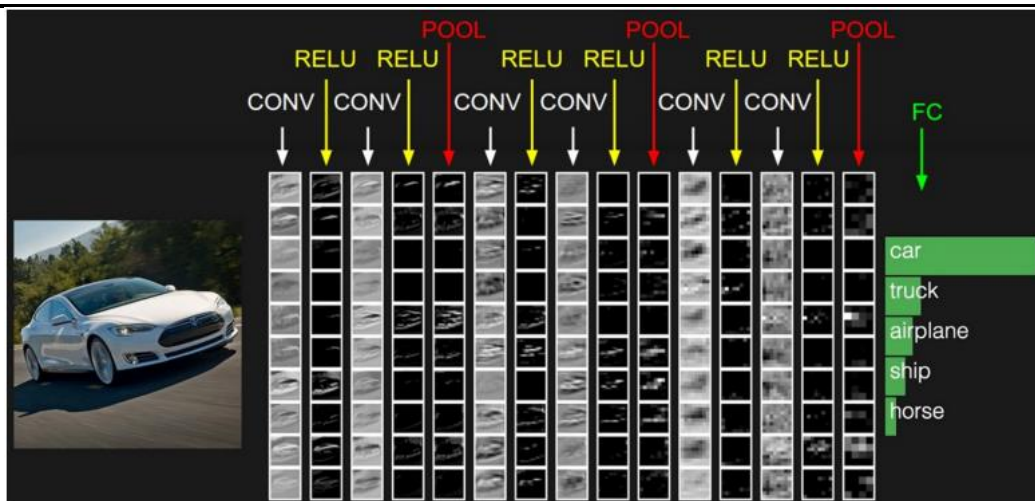 POOL POOL POOL
RELU RELU RELU RELU RELU RELU
CONV CONV CONV CONV CONV CONV
FC
car
truck
airplane
ship
horse